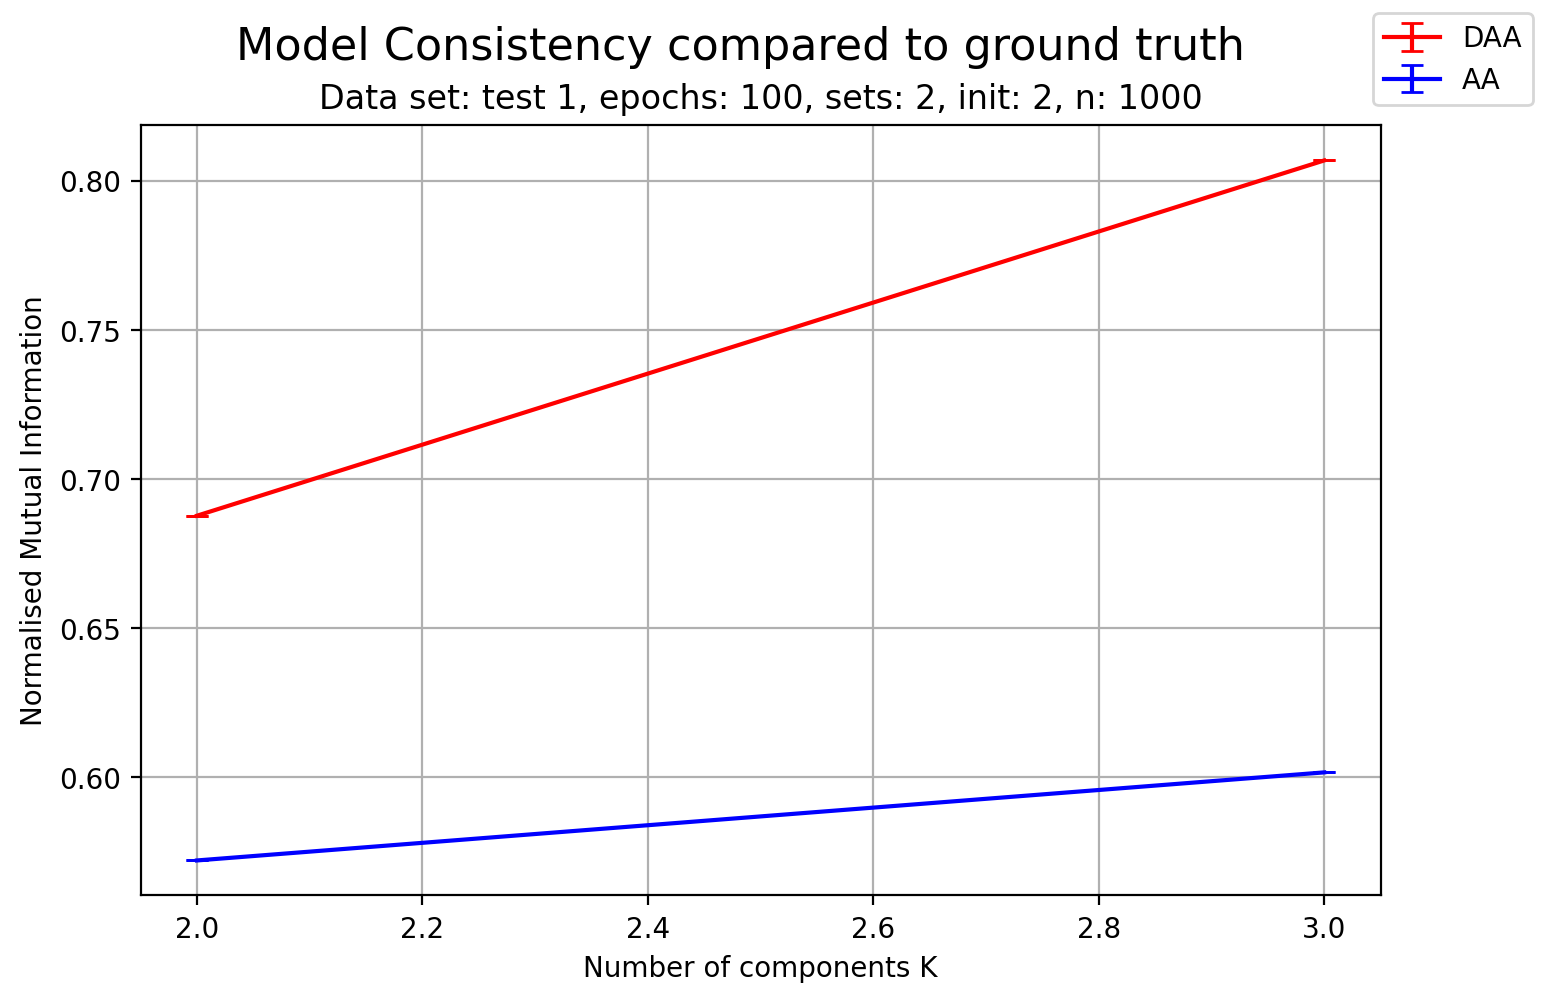 Model Consistency compared to ground truth
Data set: test 1, epochs: 100, sets: 2, init: 2, n: 1000
DAA
AA
Normalised Mutual Information
0.80
0.75
0.70
0.65
0.60
2.0 2.2 2.4 2.6 2.8 3.0
Number of components K